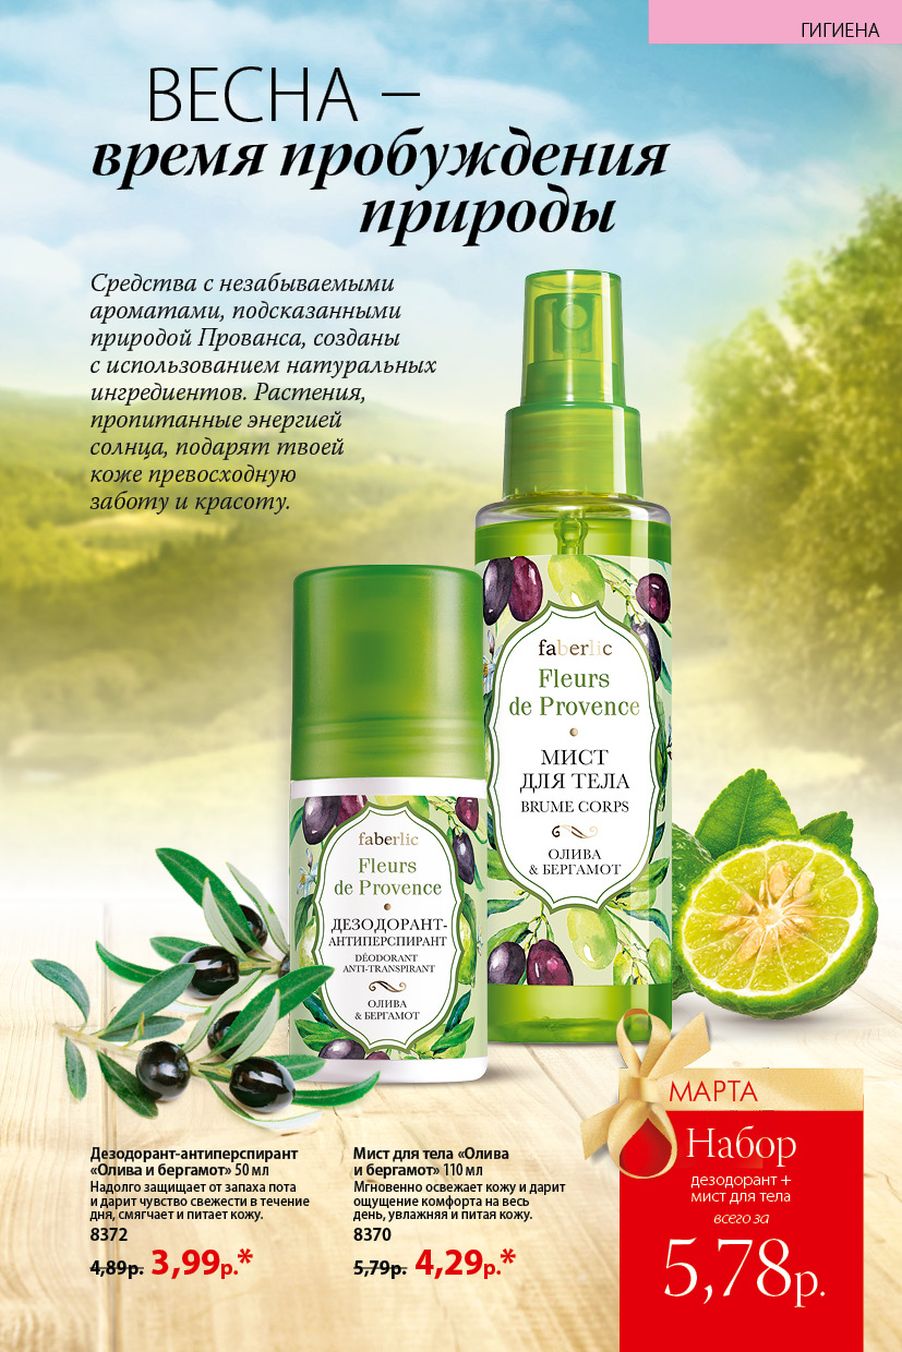 ГИГИЕНА
ВЕСНА –
время пробуждения
природы
Средства с незабываемыми
ароматами, подсказанными
природой Прованса, созданы
с использованием натуральных
ингредиентов. Растения,
пропитанные энергией
солнца, подарят твоей
коже превосходную
заботу и красоту.
faberlic
Fleurs
de Provence
МИСТ
ДЛЯ ТЕЛА
BRUME CORPS
ОЛИВА
& БЕРГАМОТ
faberlic
Fleurs
de Provence
ДЕЗОДОРАНТ-
АНТИПЕРСПИРАНТ
DÉODORANT
ANTI-TRANSPIRANT
ОЛИВА
& БЕРГАМОТ
Дезодорант-антиперспирант
«Олива и бергамот» 50 мл
Надолго защищает от запаха пота
и дарит чувство свежести в течение
дня, смягчает и питает кожу.
8372
4,89р. 3,99р.*
Мист для тела «Олива
и бергамот» 110 мл
Мгновенно освежает кожу и дарит
ощущение комфорта на весь
день, увлажняя и питая кожу.
8370
5,79р. 4,29р.*
МАРТА
Набор
дезодорант +
мист для тела
всего за
5,78р.